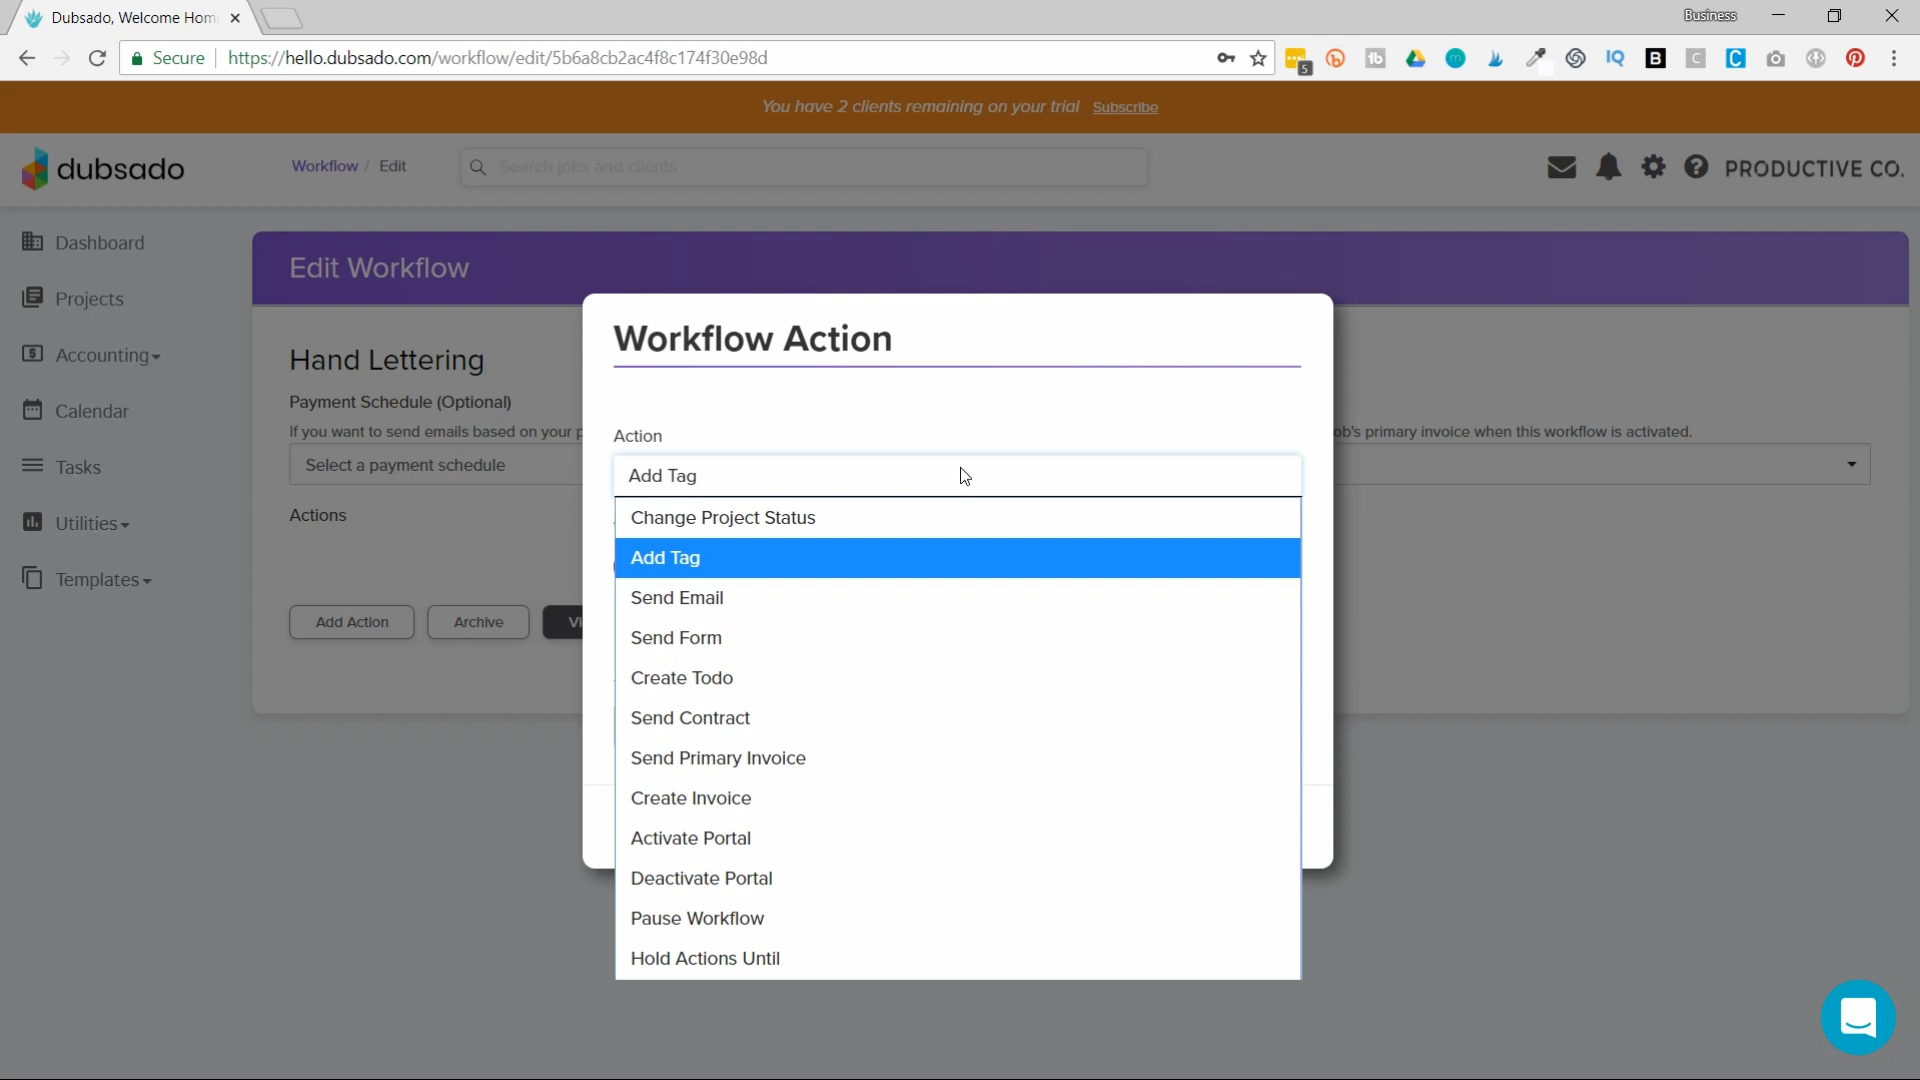 Dubsado, Welcome Hom
Business
Secure
https://hello.dubsado.com/workflow/edit/5b6a8cb2ac4f8c174f30e98d
5
You have 2 clients remaining on your trial Subscribe
dubsado
Workflow / Edit
Search jobs and clients
PRODUCTIVE CO.
Dashboard
Projects
Accounting
Calendar
Tasks
Utilities
Templates
Edit Workflow
Hand Lettering
Payment Schedule (Optional)
If you want to send emails based on your p
ob's primary invoice when this workflow is activated.
Select a payment schedule
Actions
Add Action
Archive
Vi
Workflow Action
Action
Add Tag
Change Project Status
Add Tag
Send Email
Send Form
Create Todo
Send Contract
Send Primary Invoice
Create Invoice
Activate Portal
Deactivate Portal
Pause Workflow
Hold Actions Until